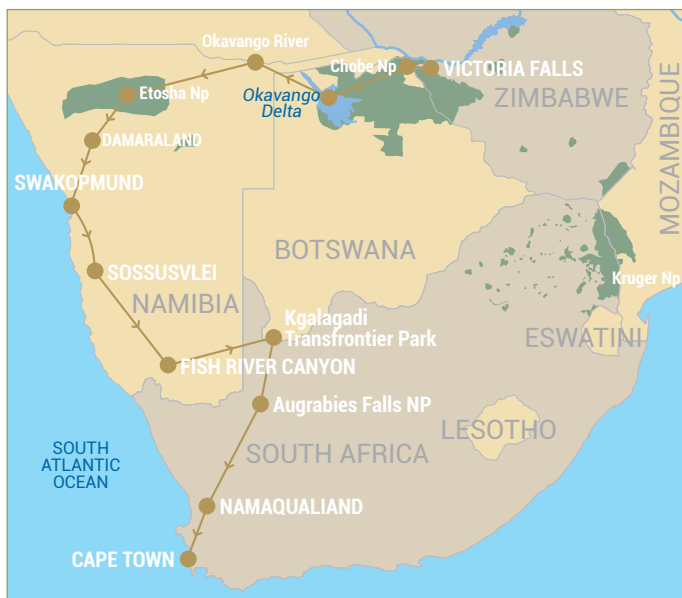 Okavango River
Chobe Np
VICTORIA FALLS
Etosha Np
Okavango
Delta
ZIMBABWE
MOZAMBIQUE
DAMARALAND
SWAKOPMUND
BOTSWANA
SOSSUSVLEI
NAMIBIA
Kruger Np
Kgalagadi
Transfrontier Park
ESWATINI
FISH RIVER CANYON
Augrabies Falls NP
LESOTHO
SOUTH
ATLANTIC
OCEAN
SOUTH AFRICA
NAMAQUALIAND
CAPE TOWN